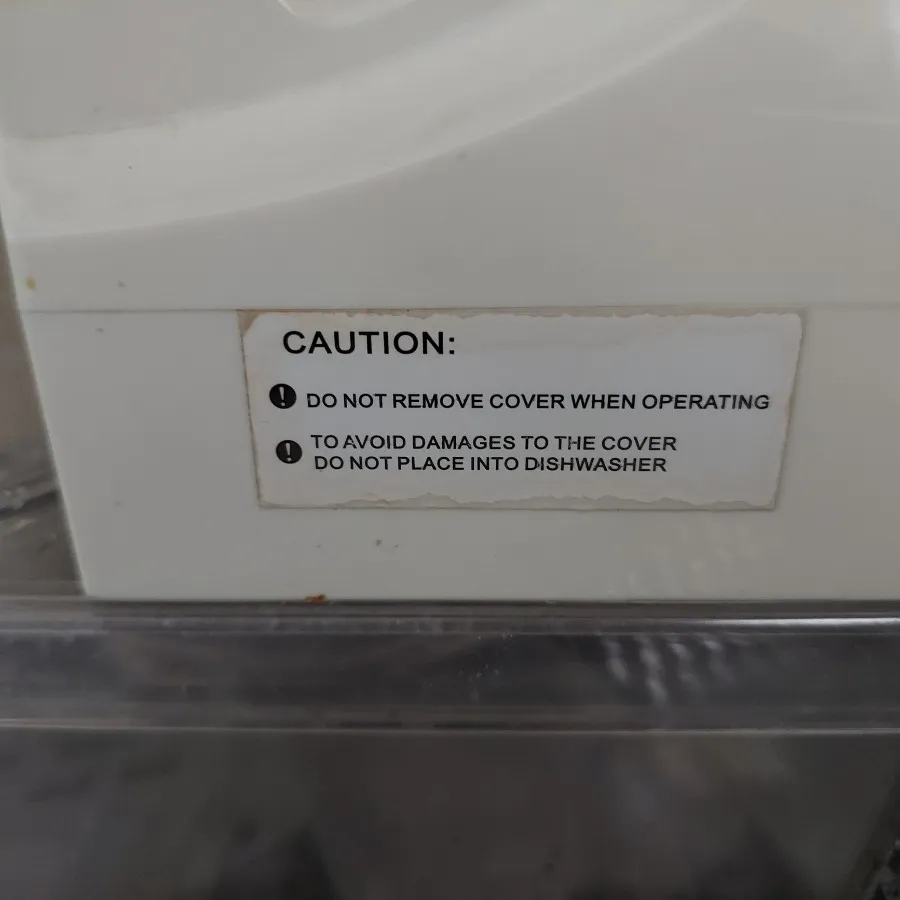 CAUTION:
DO NOT REMOVE COVER WHEN OPERATING
TO AVOID DAMAGES TO THE COVER
DO NOT PLACE INTO DISHWASHER